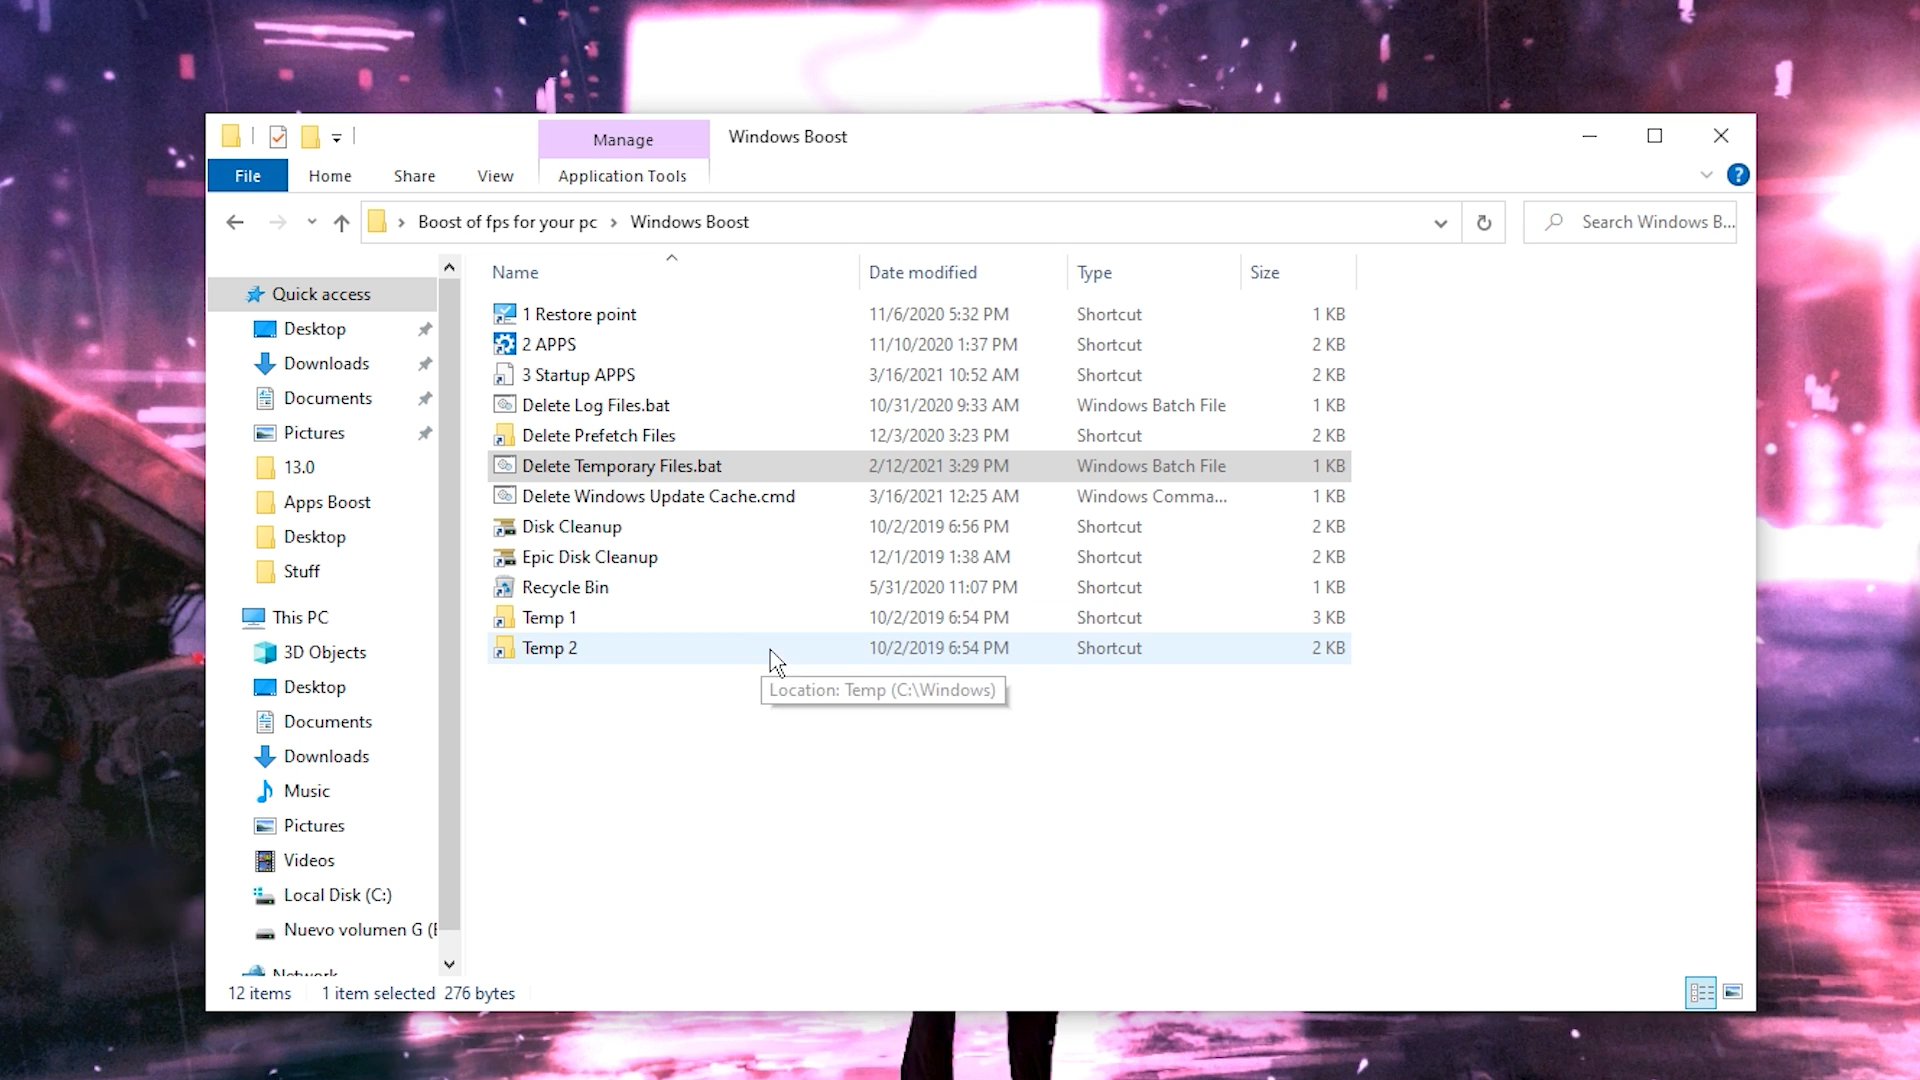 Manage
Windows Boost
File
Home
Share
View
Application Tools
Boost of fps for your pc > Windows Boost
Search Windows B...
Name
Date modified
Type
Size
Quick access
Desktop
Downloads
Documents
Pictures
13.0
Apps Boost
Desktop
Stuff
This PC
3D Objects
Desktop
Documents
Downloads
Music
Pictures
Videos
Local Disk (C:)
Nuevo volumen G (E
Network
1 Restore point 11/6/2020 5:32 PM Shortcut 1 KB
2 APPS 11/10/2020 1:37 PM Shortcut 2 KB
3 Startup APPS 3/16/2021 10:52 AM Shortcut 2 KB
Delete Log Files.bat 10/31/2020 9:33 AM Windows Batch File 1 KB
Delete Prefetch Files 12/3/2020 3:23 PM Shortcut 2 KB
Delete Temporary Files.bat 2/12/2021 3:29 PM Windows Batch File 1 KB
Delete Windows Update Cache.cmd 3/16/2021 12:25 AM Windows Comma... 1 KB
Disk Cleanup 10/2/2019 6:56 PM Shortcut 2 KB
Epic Disk Cleanup 12/1/2019 1:38 AM Shortcut 2 KB
Recycle Bin 5/31/2020 11:07 PM Shortcut 1 KB
Temp 1 10/2/2019 6:54 PM Shortcut 3 KB
Temp 2 10/2/2019 6:54 PM Shortcut 2 KB
Location: Temp (C:\Windows)
12 items 1 item selected 276 bytes